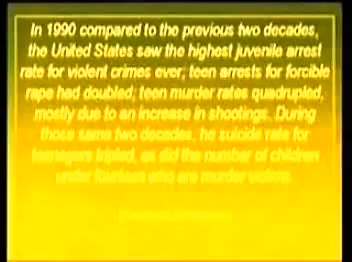 In 1990 compared to the previous two decades,
the United States saw the highest juvenile arrest
rate for violent crimes ever; teen arrests for forcible
rape had doubled; teen murder rates quadrupled,
mostly due to an increase in shootings. During
those same two decades, he suicide rate for
teenagers tripled, as did the number of children
under fourteen who are murder victims.